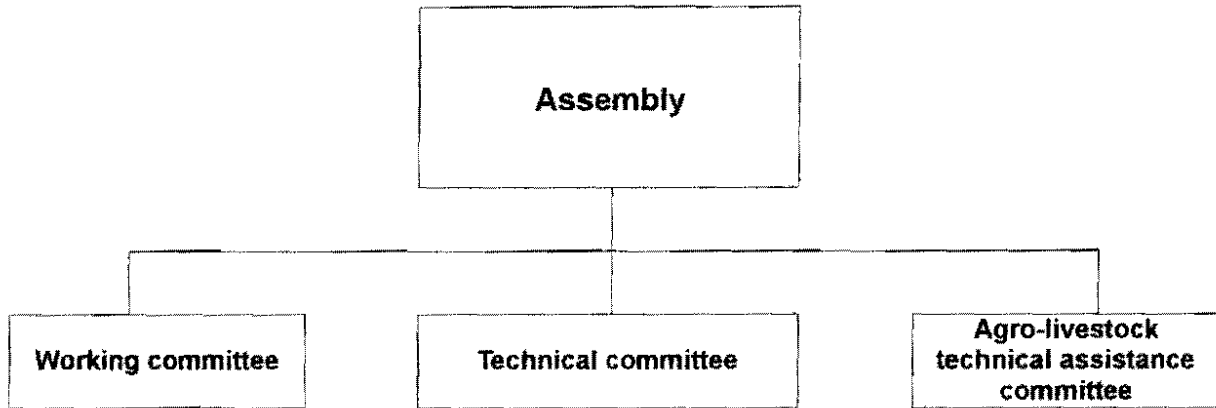 Assembly
Working committee
Technical committee
Agro-livestock
technical assistance
committee